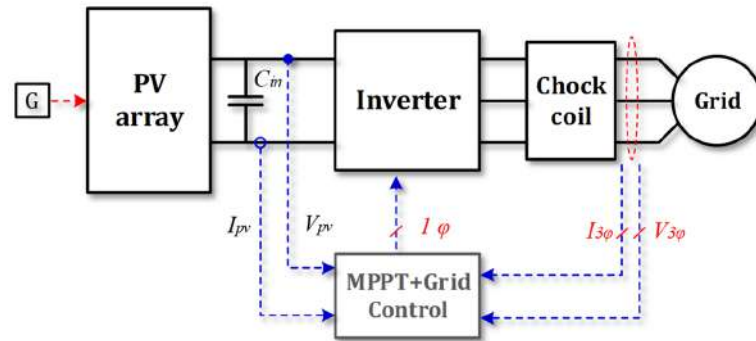 G
PV
array
Cin
Inverter
Chock
coil
Grid
Ipv
Vpv
1 φ
I3φ
V3φ
MPPT+Grid
Control